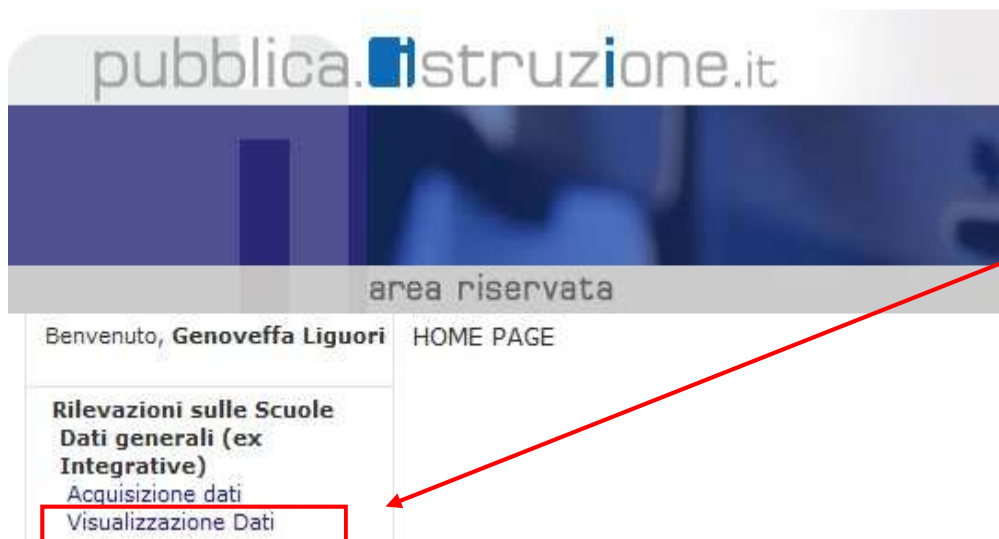 pubblica.istruzione.it
area riservata
Benvenuto, Genoveffa Liguori
HOME PAGE
Rilevazioni sulle Scuole
Dati generali (ex
Integrative)
Acquisizione dati
Visualizzazione Dati